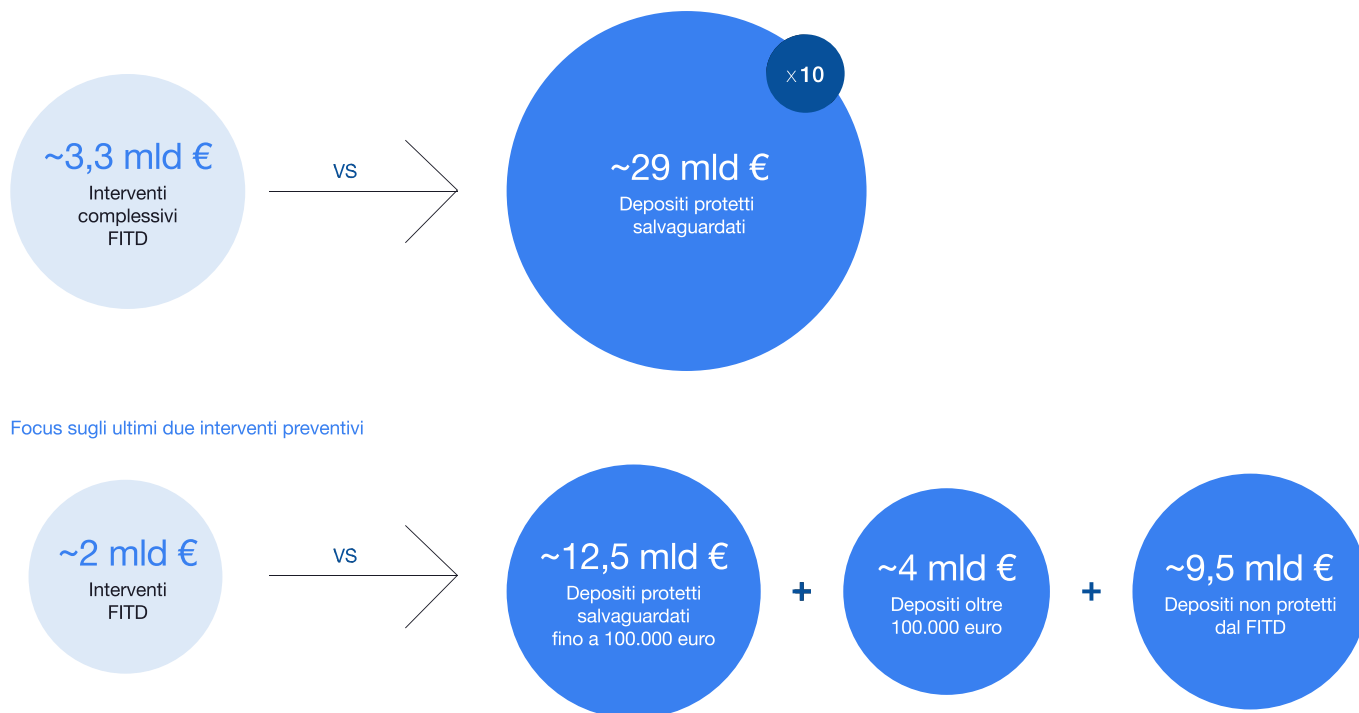 ~3,3 mld €
Interventi
complessivi
FITD
VS
x 10
~29 mld €
Depositi protetti
salvaguardati
Focus sugli ultimi due interventi preventivi
~2 mld €
Interventi
FITD
VS
~12,5 mld €
Depositi protetti
salvaguardati
fino a 100.000 euro
+
~4 mld €
Depositi oltre
100.000 euro
+
~9,5 mld €
Depositi non protetti
dal FITD